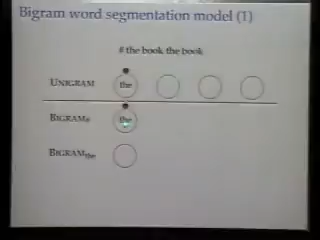 Bigram word segmentation model (1)
# the book the book
UNIGRAM the
BIGRAM# the
BIGRAMthe